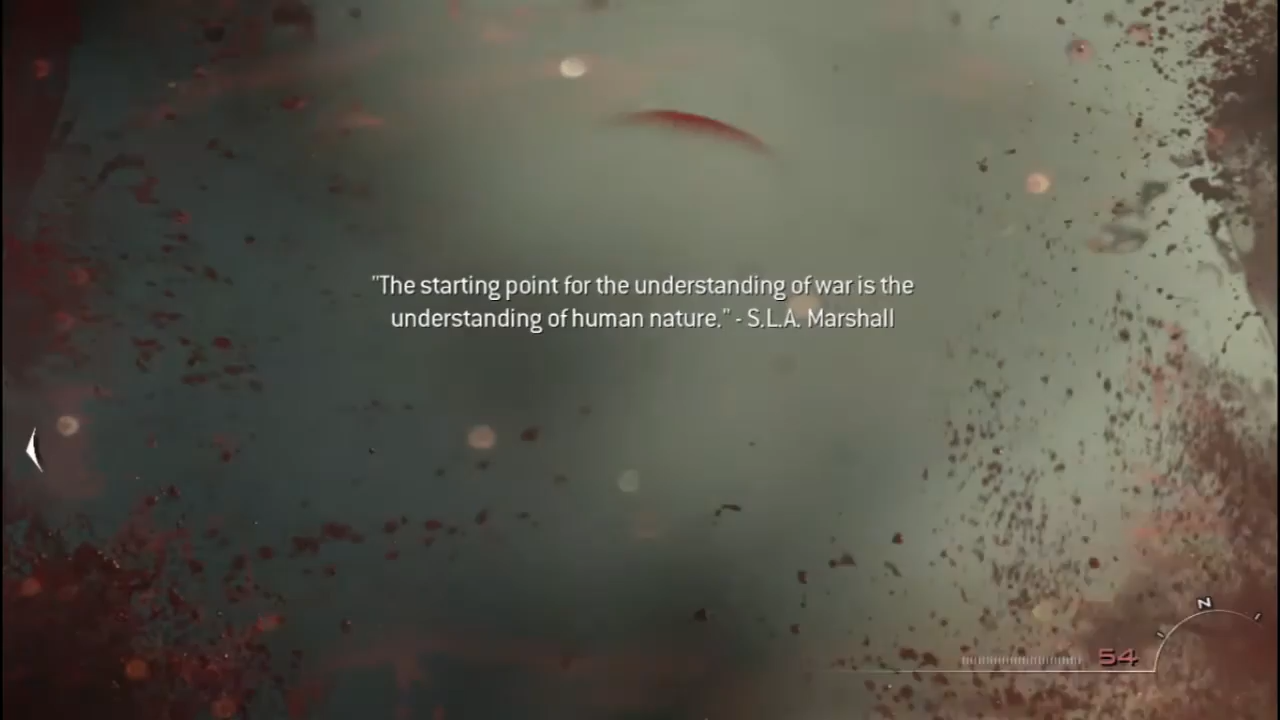 "The starting point for the understanding of war is the
understanding of human nature." - S.L.A. Marshall
N
54